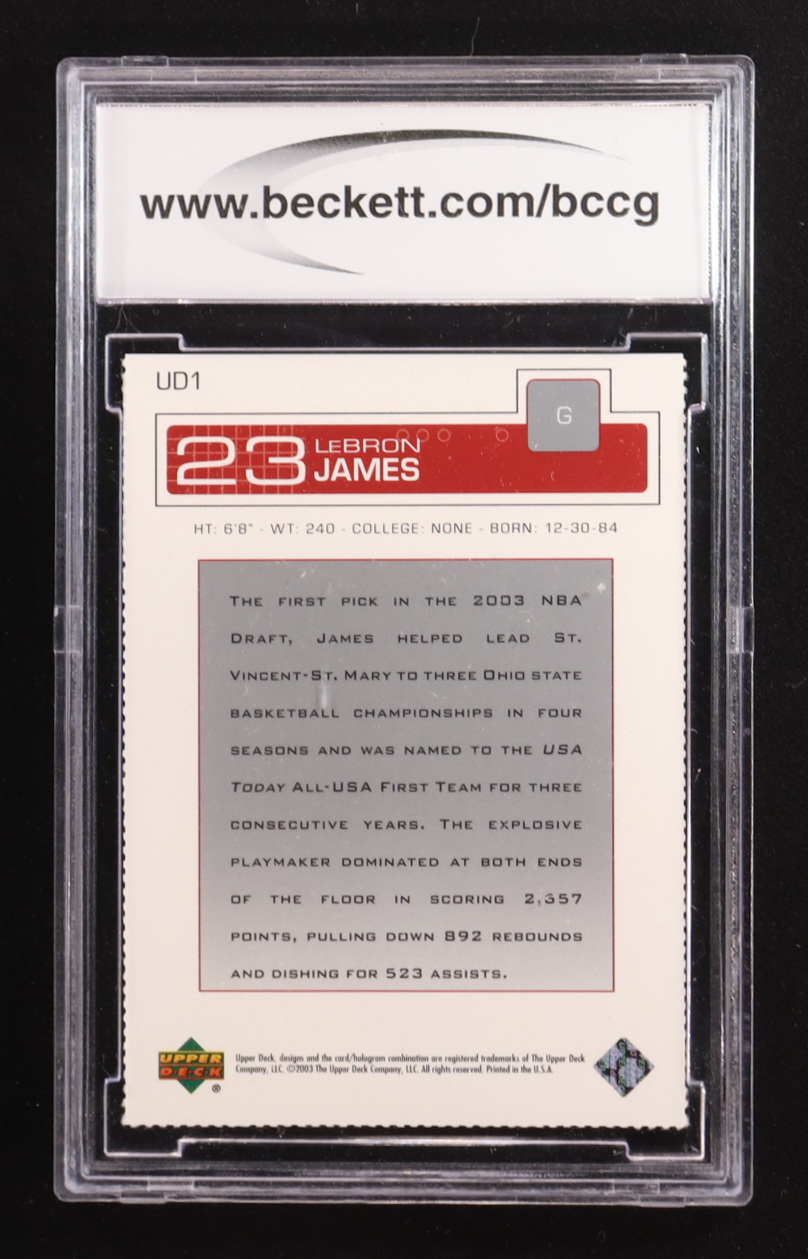 www.beckett.com/bccg
UD1
G
23 LEBRON
JAMES
HT: 6'8" - WT: 240 - COLLEGE: NONE - BORN: 12-30-84
THE FIRST PICK IN THE 2003 NBA
DRAFT, JAMES HELPED LEAD ST.
VINCENT-ST. MARY TO THREE OHIO STATE
BASKETBALL CHAMPIONSHIPS IN FOUR
SEASONS AND WAS NAMED TO THE USA
TODAY ALL-USA FIRST TEAM FOR THREE
CONSECUTIVE YEARS. THE EXPLOSIVE
PLAYMAKER DOMINATED AT BOTH ENDS
OF THE FLOOR IN SCORING 2,657
POINTS, PULLING DOWN 892 REBOUNDS
AND DISHING FOR 523 ASSISTS.
UPPER
DECK
®
Upper Deck, designs and the card/hologram combination are registered trademarks of The Upper Deck
Company, LLC. ©2003 The Upper Deck Company, LLC. All rights reserved. Printed in the U.S.A.